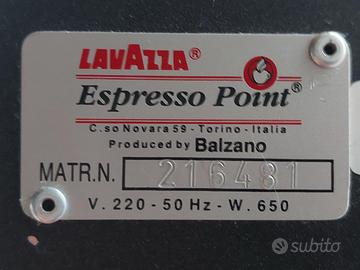 LAVAZZA®
Espresso Point®
C.so Novara 59 - Torino - Italia
Produced by Balzano
MATR.N. 216481
V. 220 - 50 Hz - W. 650
subito